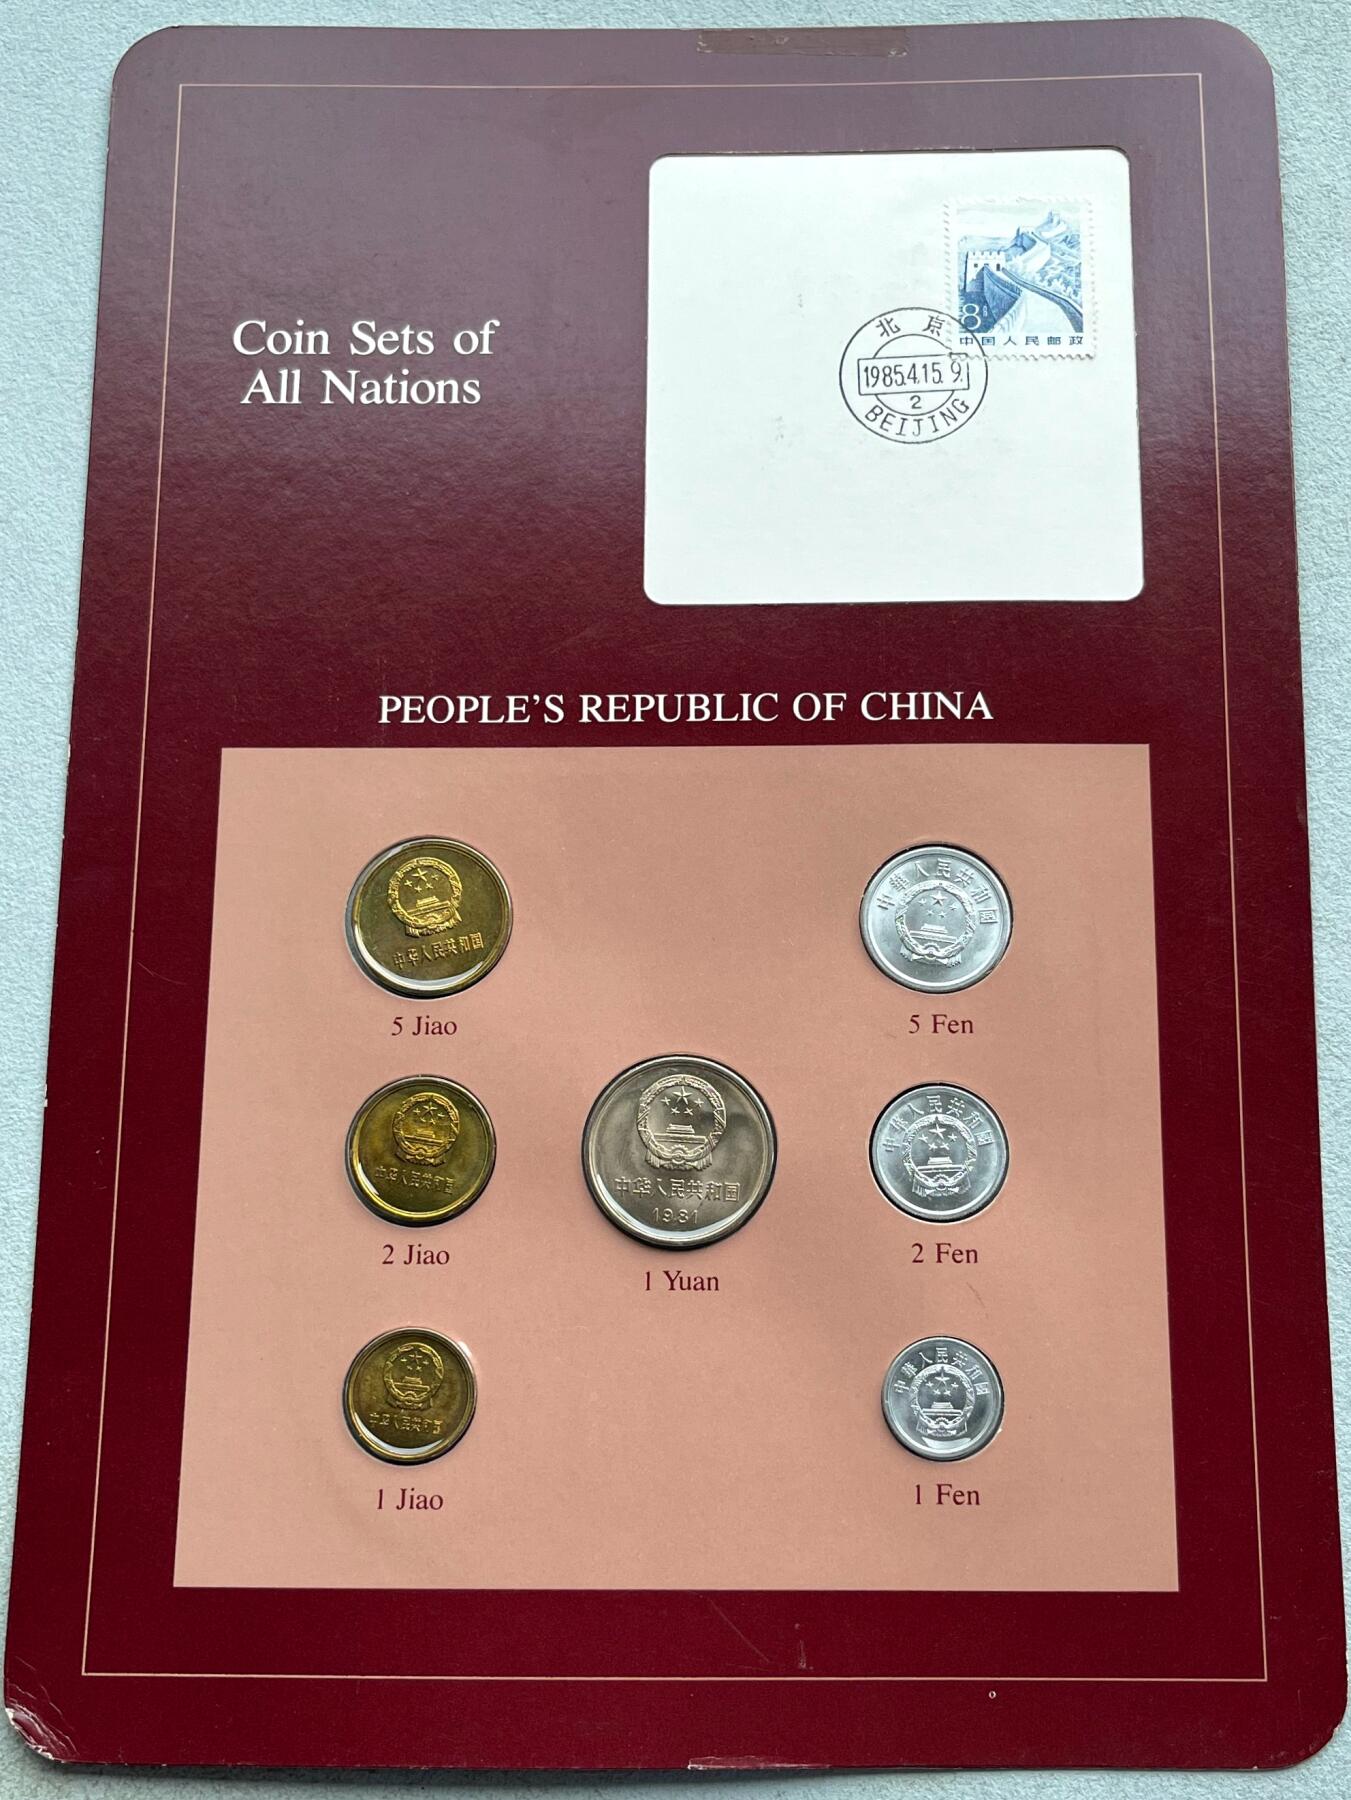 Coin Sets of
All Nations
8分
中国人民邮政
北京
1985.4.15.9.
2
BEIJING
PEOPLE'S REPUBLIC OF CHINA
中华人民共和国
5 Jiao
中華人民共和国
5 Fen
中华人民共和国
2 Jiao
中华人民共和国
1981
1 Yuan
中華人民共和国
2 Fen
中华人民共和国
1 Jiao
中華人民共和国
1 Fen